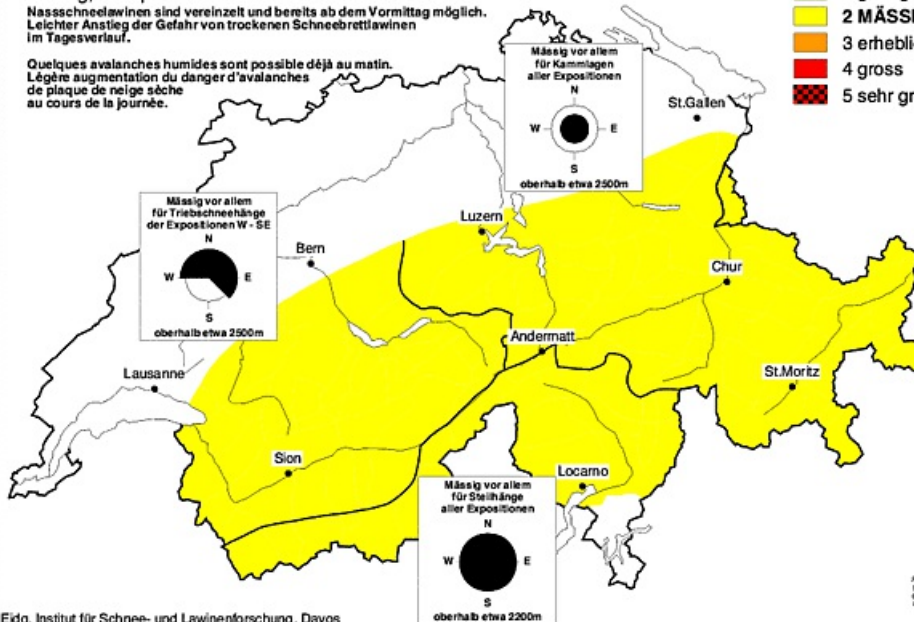 Nassschneelawinen sind vereinzelt und bereits ab dem Vormittag möglich.
Leichter Anstieg der Gefahr von trockenen Schneebrettlawinen
im Tagesverlauf.
Quelques avalanches humides sont possible déjà au matin.
Légère augmentation du danger d'avalanches
de plaque de neige sèche
au cours de la journée.
2 MÄSSI
3 erheblic
4 gross
5 sehr gr
Mässig vor allem
für Kammlagen
aller Expositionen
N
W E
S
oberhalb etwa 2500m
St.Gallen
Mässig vor allem
für Triebschneehänge
der Expositionen W - SE
N
W E
S
oberhalb etwa 2500m
Luzern
Bern
Chur
Andermatt
Lausanne
St.Moritz
Sion
Locarno
Mässig vor allem
für Steilhänge
aller Expositionen
N
W E
S
oberhalb etwa 2200m
Eidg. Institut für Schnee- und Lawinenforschung, Davos